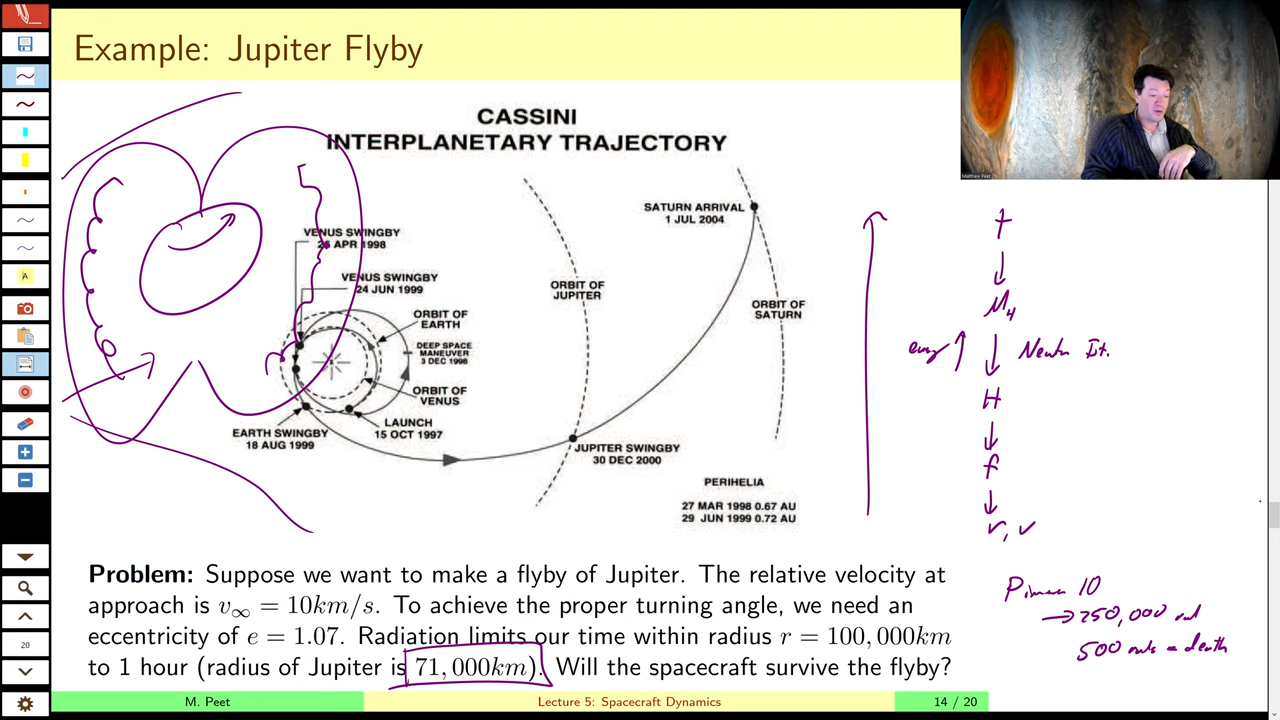 Example: Jupiter Flyby
CASSINI
INTERPLANETARY TRAJECTORY
SATURN ARRIVAL
1 JUL 2004
VENUS SWINGBY
26 APR 1998
VENUS SWINGBY
24 JUN 1999
ORBIT OF
JUPITER
ORBIT OF
SATURN
ORBIT OF
EARTH
DEEP SPACE
MANEUVER
3 DEC 1998
ORBIT OF
VENUS
LAUNCH
15 OCT 1997
EARTH SWINGBY
18 AUG 1999
JUPITER SWINGBY
30 DEC 2000
PERIHELIA
27 MAR 1998 0.67 AU
29 JUN 1999 0.72 AU
t
M_H
easy
Newton It.
H
f
r, v
10
250,000 rad
500 rads = death
Problem: Suppose we want to make a flyby of Jupiter. The relative velocity at
approach is v∞ = 10km/s. To achieve the proper turning angle, we need an
eccentricity of e = 1.07. Radiation limits our time within radius r = 100,000km
to 1 hour (radius of Jupiter is 71,000km). Will the spacecraft survive the flyby?
M. Peet
Lecture 5: Spacecraft Dynamics
14 / 20
Matthew Peet
20
A